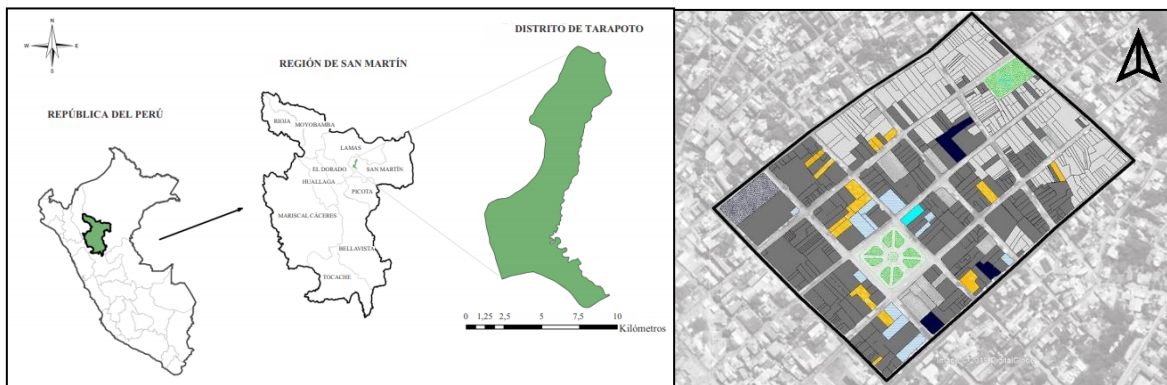 N
W
E
S
REPÚBLICA DEL PERÚ
REGIÓN DE SAN MARTÍN
RIOJA
MOYOBAMBA
LAMAS
EL DORADO
SAN MARTÍN
HUALLAGA
PICOTA
MARISCAL CÁCERES
BELLAVISTA
TOCACHE
DISTRITO DE TARAPOTO
0 1,25 2,5 5 7,5 10
Kilómetros
DigitalGlobe